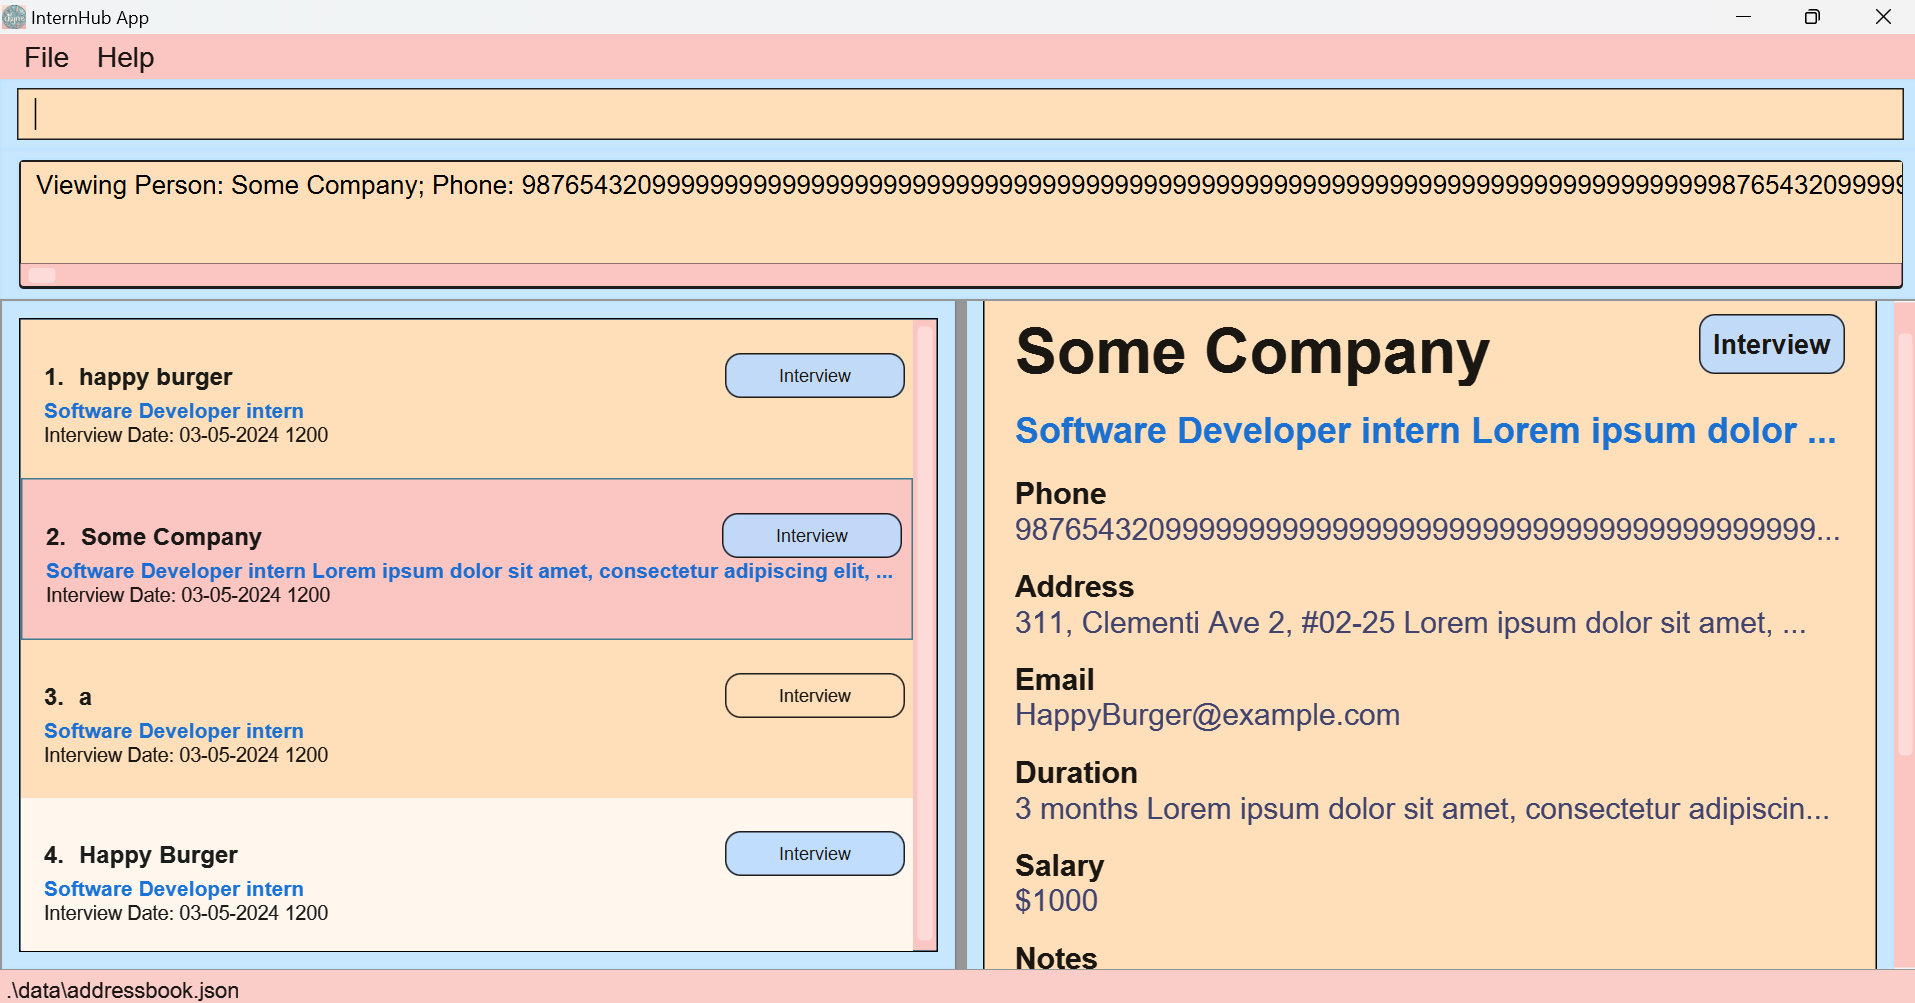 InternHub App
File Help
Viewing Person: Some Company; Phone: 9876543209999999999999999999999999999999999999999999999999999999999999999999999999998765432099999
1. happy burger
Interview
Software Developer intern
Interview Date: 03-05-2024 1200
2. Some Company
Interview
Software Developer intern Lorem ipsum dolor sit amet, consectetur adipiscing elit, ...
Interview Date: 03-05-2024 1200
3. a
Interview
Software Developer intern
Interview Date: 03-05-2024 1200
4. Happy Burger
Interview
Software Developer intern
Interview Date: 03-05-2024 1200
Some Company
Interview
Software Developer intern Lorem ipsum dolor ...
Phone
98765432099999999999999999999999999999999999999999999999...
Address
311, Clementi Ave 2, #02-25 Lorem ipsum dolor sit amet, ...
Email
HappyBurger@example.com
Duration
3 months Lorem ipsum dolor sit amet, consectetur adipiscin...
Salary
$1000
Notes
.\data\addressbook.json